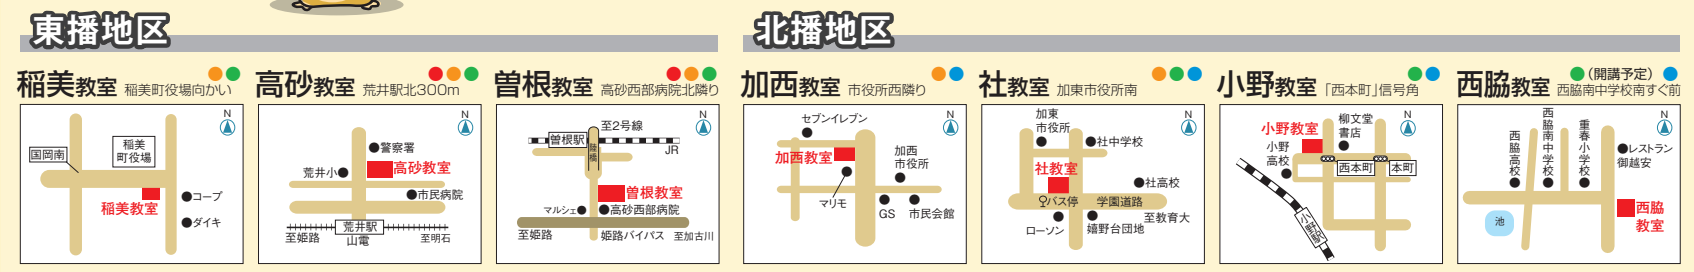 東播地区
稲美教室 稲美町役場向かい
N
国岡南
稲美
町役場
稲美教室
コープ
ダイキ
高砂教室 荒井駅北300m
N
警察署
荒井小
高砂教室
市民病院
荒井駅
至姫路
山電
至明石
曽根教室 高砂西部病院北隣り
N
至2号線
曽根駅
陸橋
JR
曽根教室
マルシェ
高砂西部病院
至姫路
姫路バイパス
至加古川
北播地区
加西教室 市役所西隣り
N
セブンイレブン
加西教室
加西
市役所
マリモ
GS
市民会館
社教室 加東市役所南
N
加東
市役所
社中学校
社教室
社高校
バス停
学園道路
至教育大
ローソン
嬉野台団地
小野教室 「西本町」信号角
N
柳文堂
書店
小野教室
小野
高校
西本町
本町
小野駅
(開講予定)
西脇教室 西脇南中学校南すぐ前
N
西脇高校
西脇南中学校
重春小学校
レストラン
御越安
池
西脇
教室